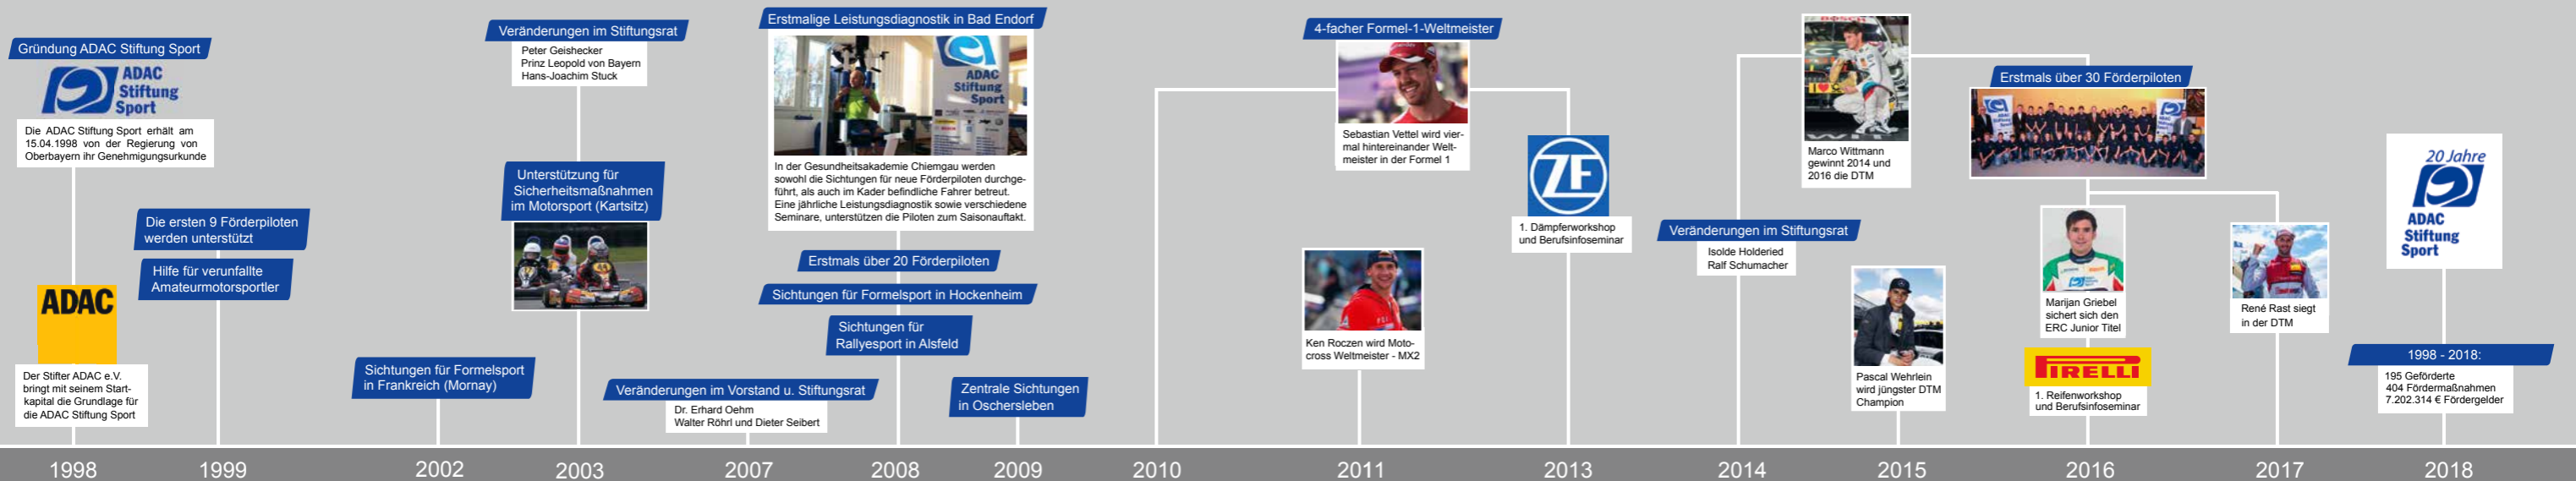 Gründung ADAC Stiftung Sport
ADAC
Stiftung
Sport
Die ADAC Stiftung Sport erhält am
15.04.1998 von der Regierung von
Oberbayern ihr Genehmigungsurkunde
ADAC
Der Stifter ADAC e.V.
bringt mit seinem Start-
kapital die Grundlage für
die ADAC Stiftung Sport
1998
Die ersten 9 Förderpiloten
werden unterstützt
Hilfe für verunfallte
Amateurmotorsportler
1999
Sichtungen für Formelsport
in Frankreich (Mornay)
2002
Veränderungen im Stiftungsrat
Peter Geishecker
Prinz Leopold von Bayern
Hans-Joachim Stuck
Unterstützung für
Sicherheitsmaßnahmen
im Motorsport (Kartsitz)
2003
Veränderungen im Vorstand u. Stiftungsrat
Dr. Erhard Oehm
Walter Röhrl und Dieter Seibert
2007
Erstmalige Leistungsdiagnostik in Bad Endorf
ADAC
Stiftung
Sport
In der Gesundheitsakademie Chiemgau werden
sowohl die Sichtungen für neue Förderpiloten durchge-
führt, als auch im Kader befindliche Fahrer betreut.
Eine jährliche Leistungsdiagnostik sowie verschiedene
Seminare, unterstützen die Piloten zum Saisonauftakt.
Erstmals über 20 Förderpiloten
Sichtungen für Formelsport in Hockenheim
Sichtungen für
Rallyesport in Alsfeld
2008
Zentrale Sichtungen
in Oschersleben
2009
2010
4-facher Formel-1-Weltmeister
Sebastian Vettel wird vier-
mal hintereinander Welt-
meister in der Formel 1
Ken Roczen wird Moto-
cross Weltmeister - MX2
2011
ZF
1. Dämpferworkshop
und Berufsinfoseminar
2013
BOSCH
Marco Wittmann
gewinnt 2014 und
2016 die DTM
Veränderungen im Stiftungsrat
Isolde Holderied
Ralf Schumacher
2014
Pascal Wehrlein
wird jüngster DTM
Champion
2015
Erstmals über 30 Förderpiloten
Marijan Griebel
sichert sich den
ERC Junior Titel
PIRELLI
1. Reifenworkshop
und Berufsinfoseminar
2016
René Rast siegt
in der DTM
2017
20 Jahre
ADAC
Stiftung
Sport
1998 - 2018:
195 Geförderte
404 Fördermaßnahmen
7.202.314 € Fördergelder
2018